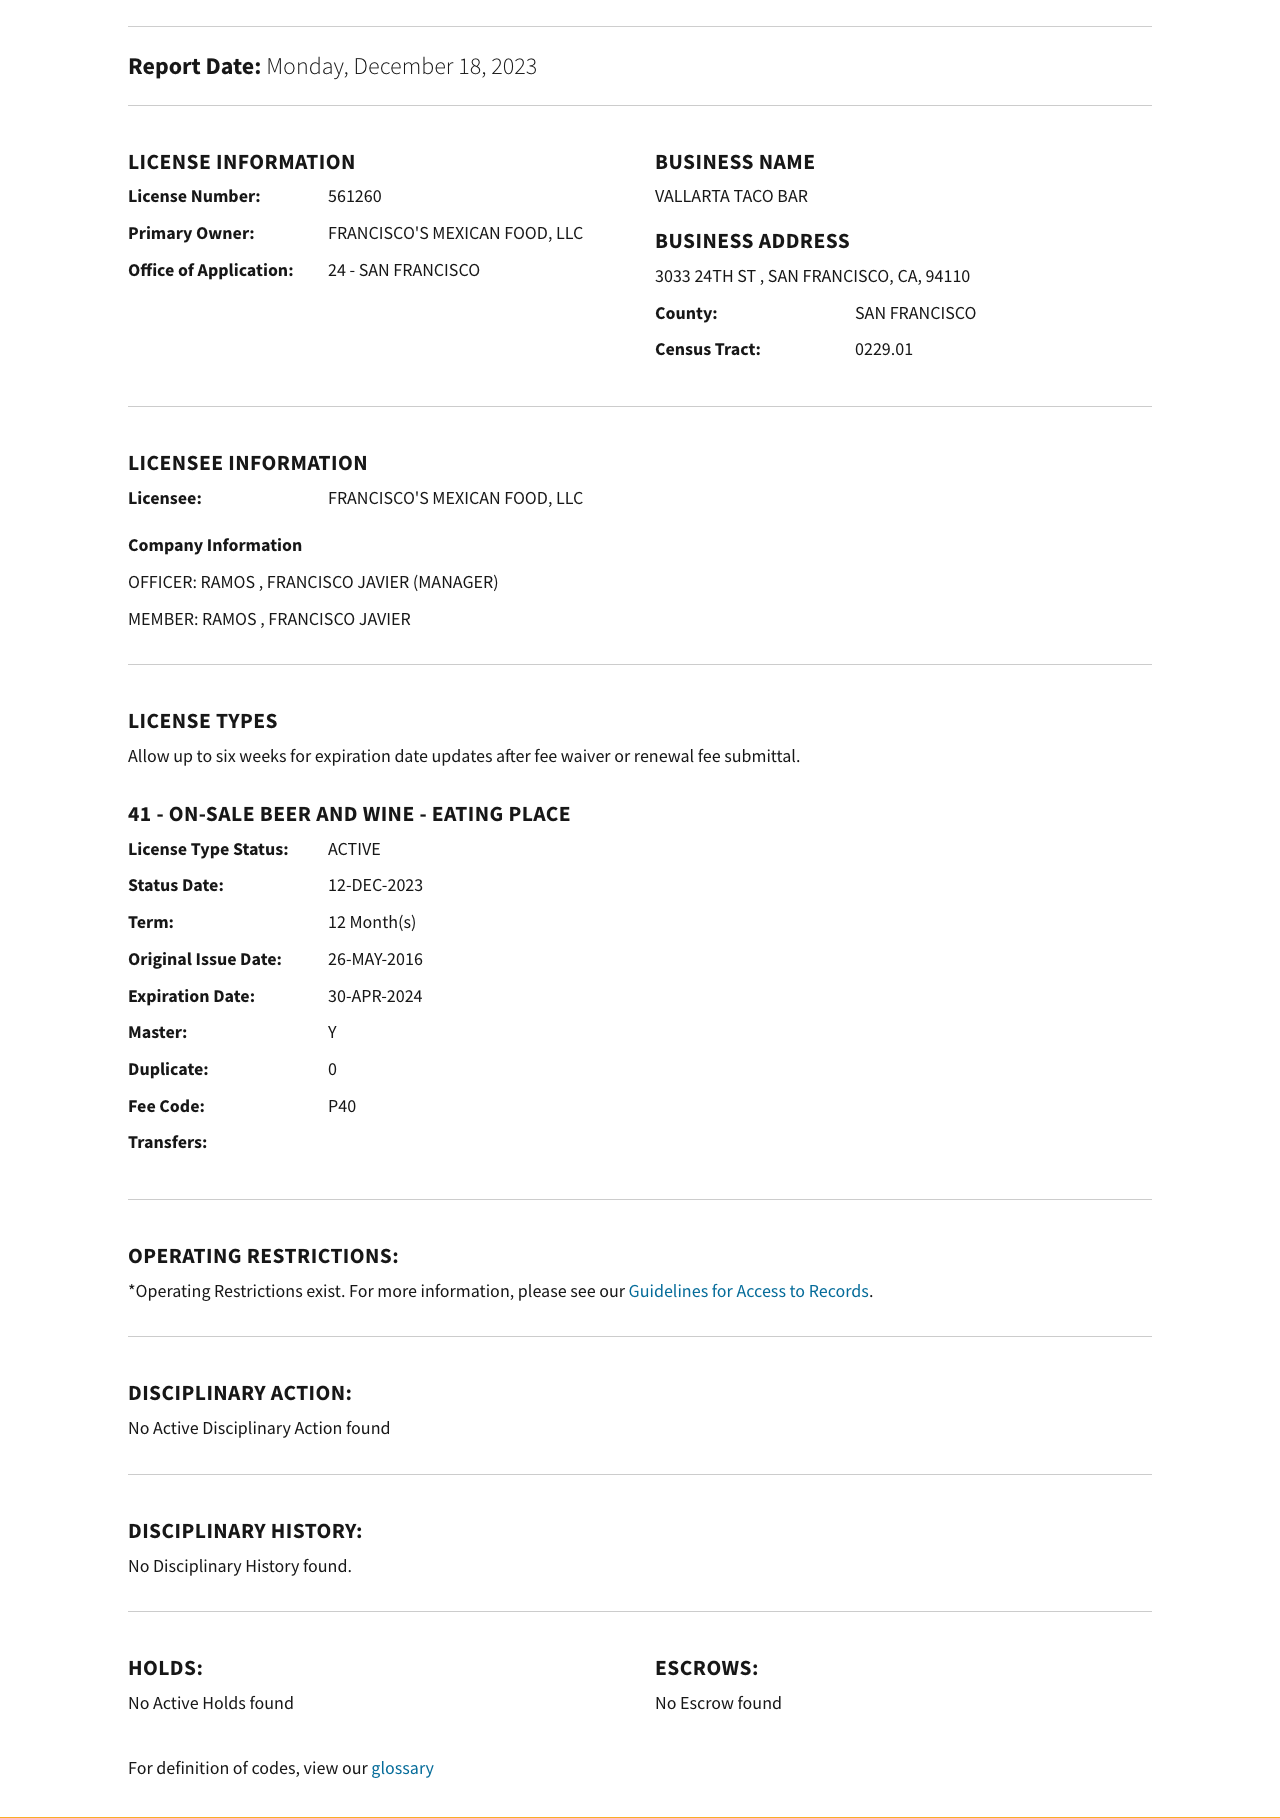 Report Date: Monday, December 18, 2023
LICENSE INFORMATION
License Number: 561260
Primary Owner: FRANCISCO'S MEXICAN FOOD, LLC
Office of Application: 24 - SAN FRANCISCO
BUSINESS NAME
VALLARTA TACO BAR
BUSINESS ADDRESS
3033 24TH ST , SAN FRANCISCO, CA, 94110
County: SAN FRANCISCO
Census Tract: 0229.01
LICENSEE INFORMATION
Licensee: FRANCISCO'S MEXICAN FOOD, LLC
Company Information
OFFICER: RAMOS , FRANCISCO JAVIER (MANAGER)
MEMBER: RAMOS , FRANCISCO JAVIER
LICENSE TYPES
Allow up to six weeks for expiration date updates after fee waiver or renewal fee submittal.
41 - ON-SALE BEER AND WINE - EATING PLACE
License Type Status: ACTIVE
Status Date: 12-DEC-2023
Term: 12 Month(s)
Original Issue Date: 26-MAY-2016
Expiration Date: 30-APR-2024
Master: Y
Duplicate: 0
Fee Code: P40
Transfers:
OPERATING RESTRICTIONS:
*Operating Restrictions exist. For more information, please see our Guidelines for Access to Records.
DISCIPLINARY ACTION:
No Active Disciplinary Action found
DISCIPLINARY HISTORY:
No Disciplinary History found.
HOLDS:
No Active Holds found
ESCROWS:
No Escrow found
For definition of codes, view our glossary